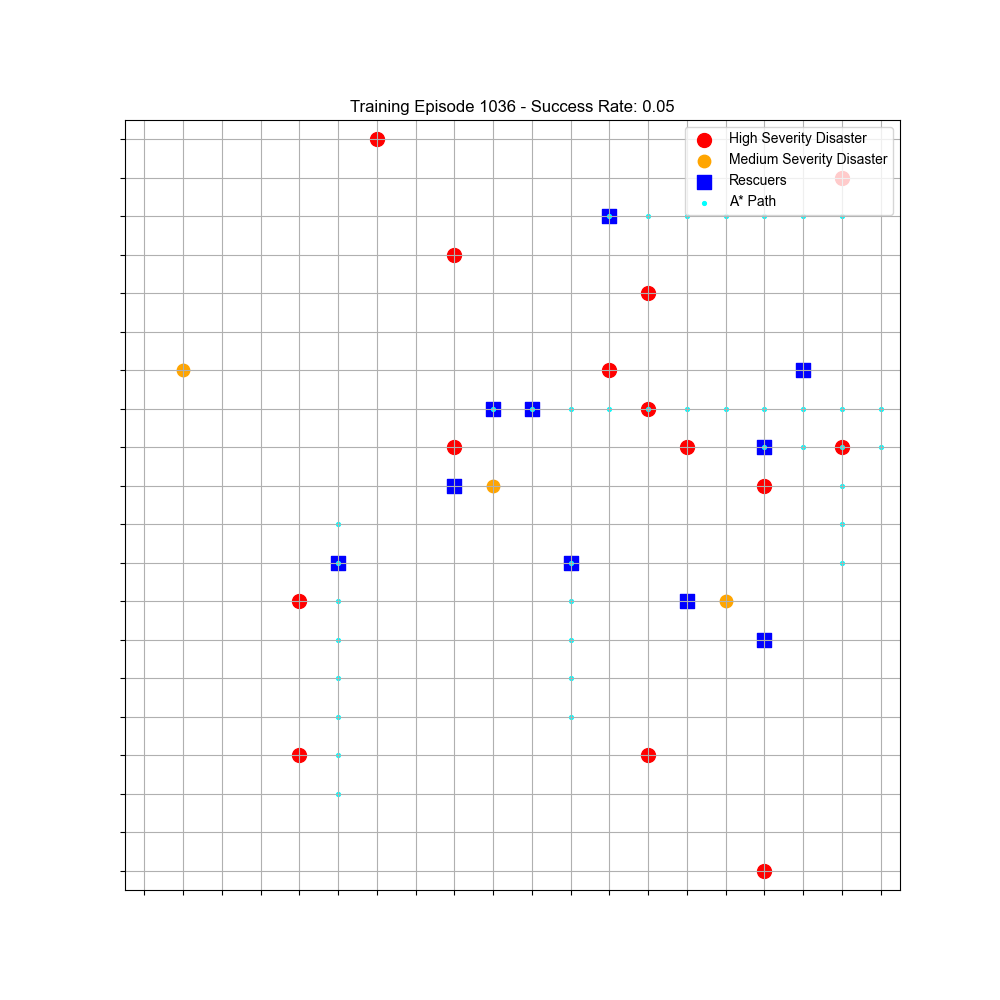 Training Episode 1036 - Success Rate: 0.05
High Severity Disaster
Medium Severity Disaster
Rescuers
A* Path